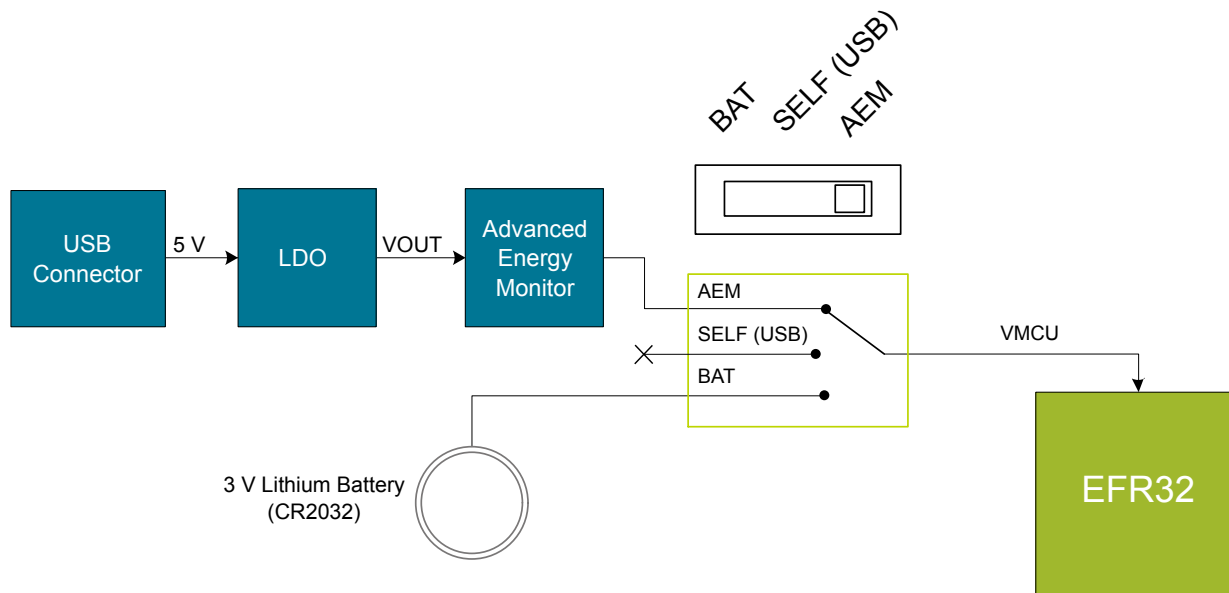 BAT
SELF (USB)
AEM
USB
Connector
5 V
LDO
VOUT
Advanced
Energy
Monitor
AEM
SELF (USB)
BAT
VMCU
3 V Lithium Battery
(CR2032)
EFR32